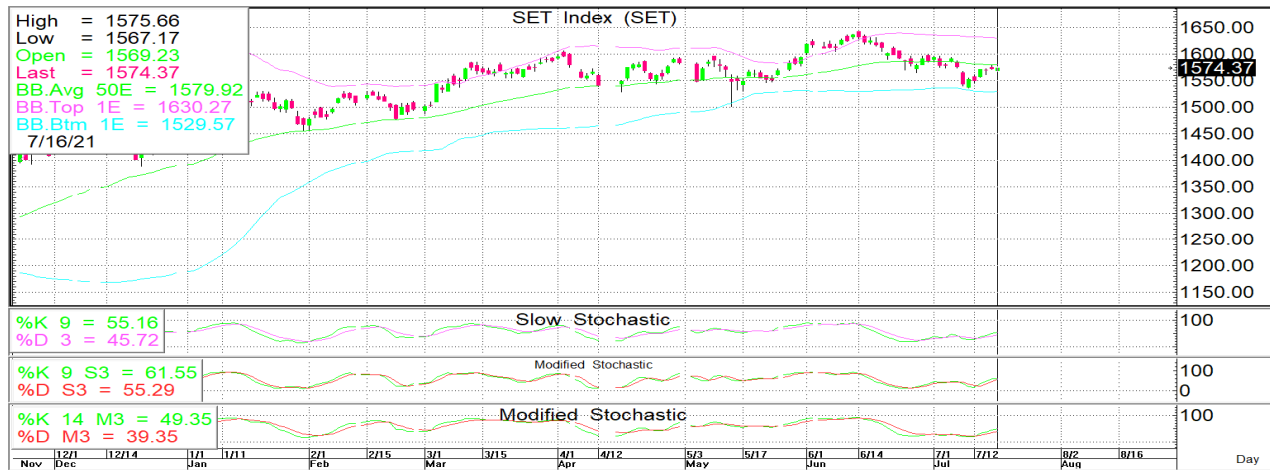 SET Index (SET)
High = 1575.66
Low = 1567.17
Open = 1569.23
Last = 1574.37
BB.Avg 50E = 1579.92
BB.Top 1E = 1630.27
BB.Btm 1E = 1529.57
7/16/21
1650.00
1600.00
1574.37
1550.00
1500.00
1450.00
1400.00
1350.00
1300.00
1250.00
1200.00
1150.00
Slow Stochastic
%K 9 = 55.16
%D 3 = 45.72
100
Modified Stochastic
%K 9 S3 = 61.55
%D S3 = 55.29
100
0
Modified Stochastic
%K 14 M3 = 49.35
%D M3 = 39.35
100
12/1 12/14 1/1 1/11 2/1 2/15 3/1 3/15 4/1 4/12 5/3 5/17 6/1 6/14 7/1 7/12 8/2 8/16
Nov Dec Jan Feb Mar Apr May Jun Jul Aug
Day